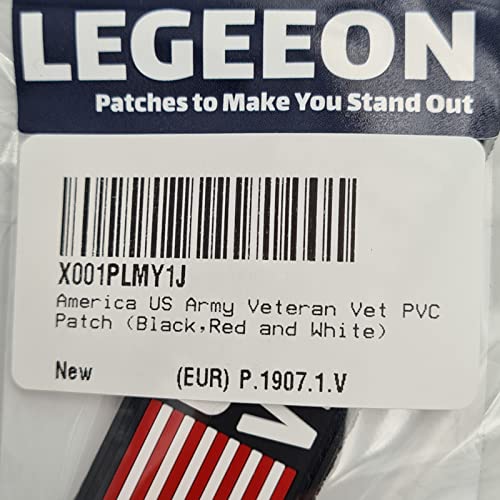 LEGEEON
Patches to Make You Stand Out
X001PLMY1J
America US Army Veteran Vet PVC
Patch (Black,Red and White)
New (EUR) P.1907.1.V